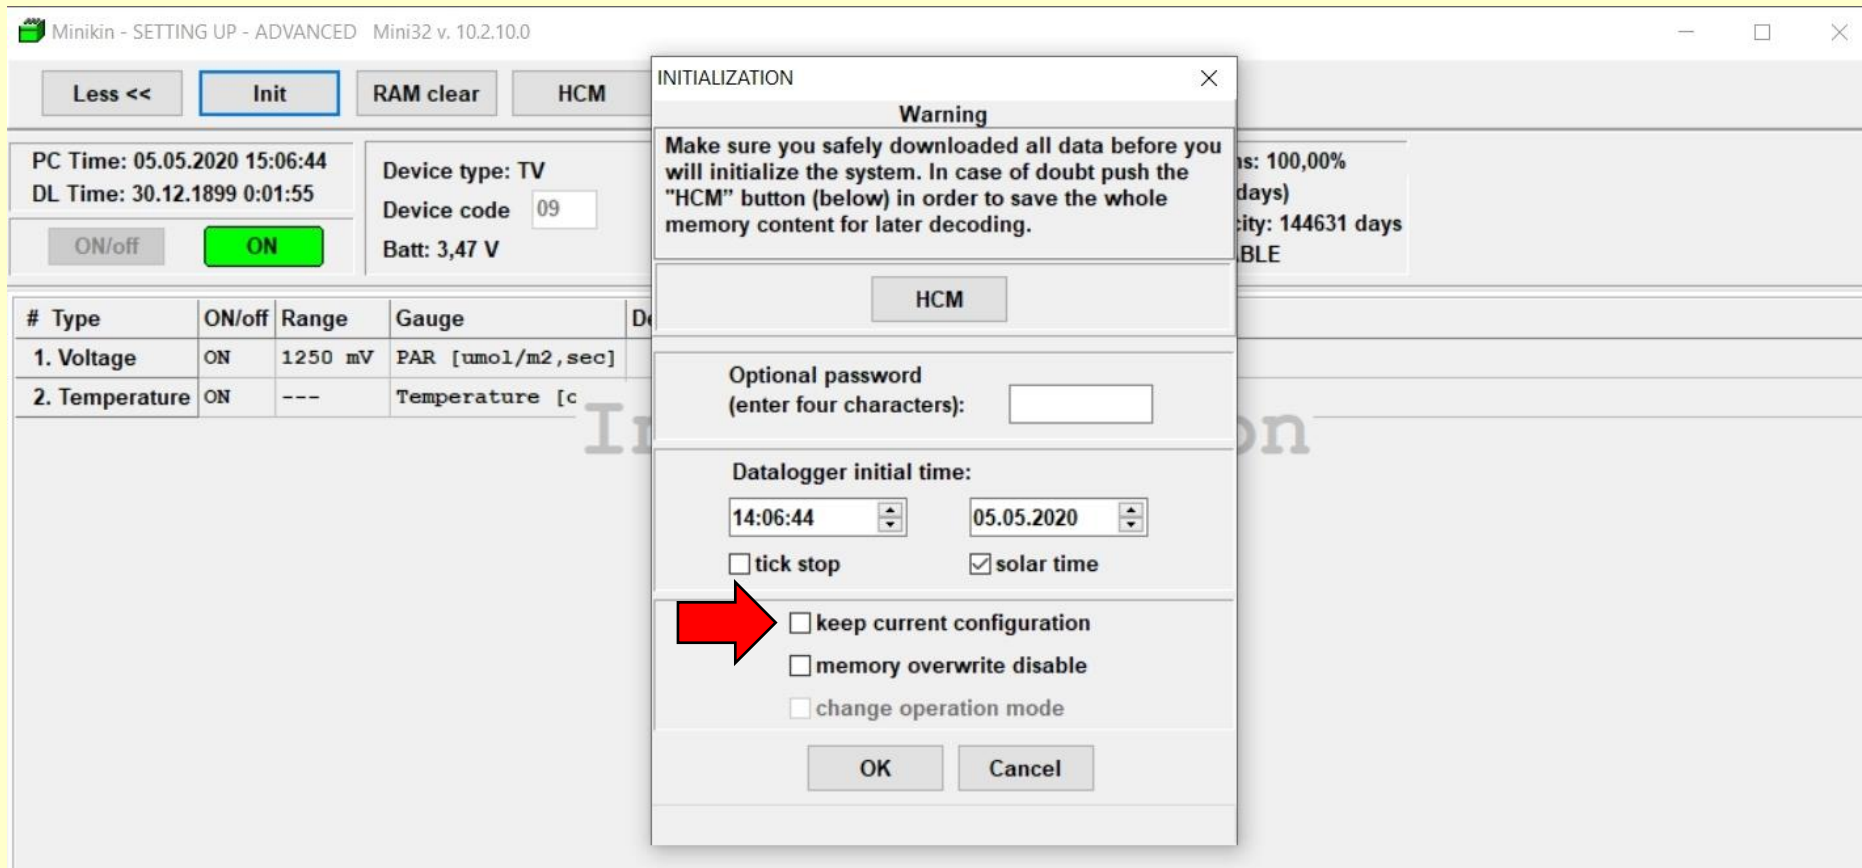 Minikin - SETTING UP - ADVANCED Mini32 v. 10.2.10.0
Less << Init RAM clear HCM
PC Time: 05.05.2020 15:06:44
DL Time: 30.12.1899 0:01:55
ON/off ON
Device type: TV
Device code 09
Batt: 3,47 V
100,00%
days)
144631 days
# Type ON/off Range Gauge
1. Voltage ON 1250 mV PAR [umol/m2,sec]
2. Temperature ON --- Temperature [
INITIALIZATION
Warning
Make sure you safely downloaded all data before you
will initialize the system. In case of doubt push the
"HCM” button (below) in order to save the whole
memory content for later decoding.
HCM
Optional password
(enter four characters):
Datalogger initial time:
14:06:44 05.05.2020
tick stop solar time
keep current configuration
memory overwrite disable
change operation mode
OK Cancel